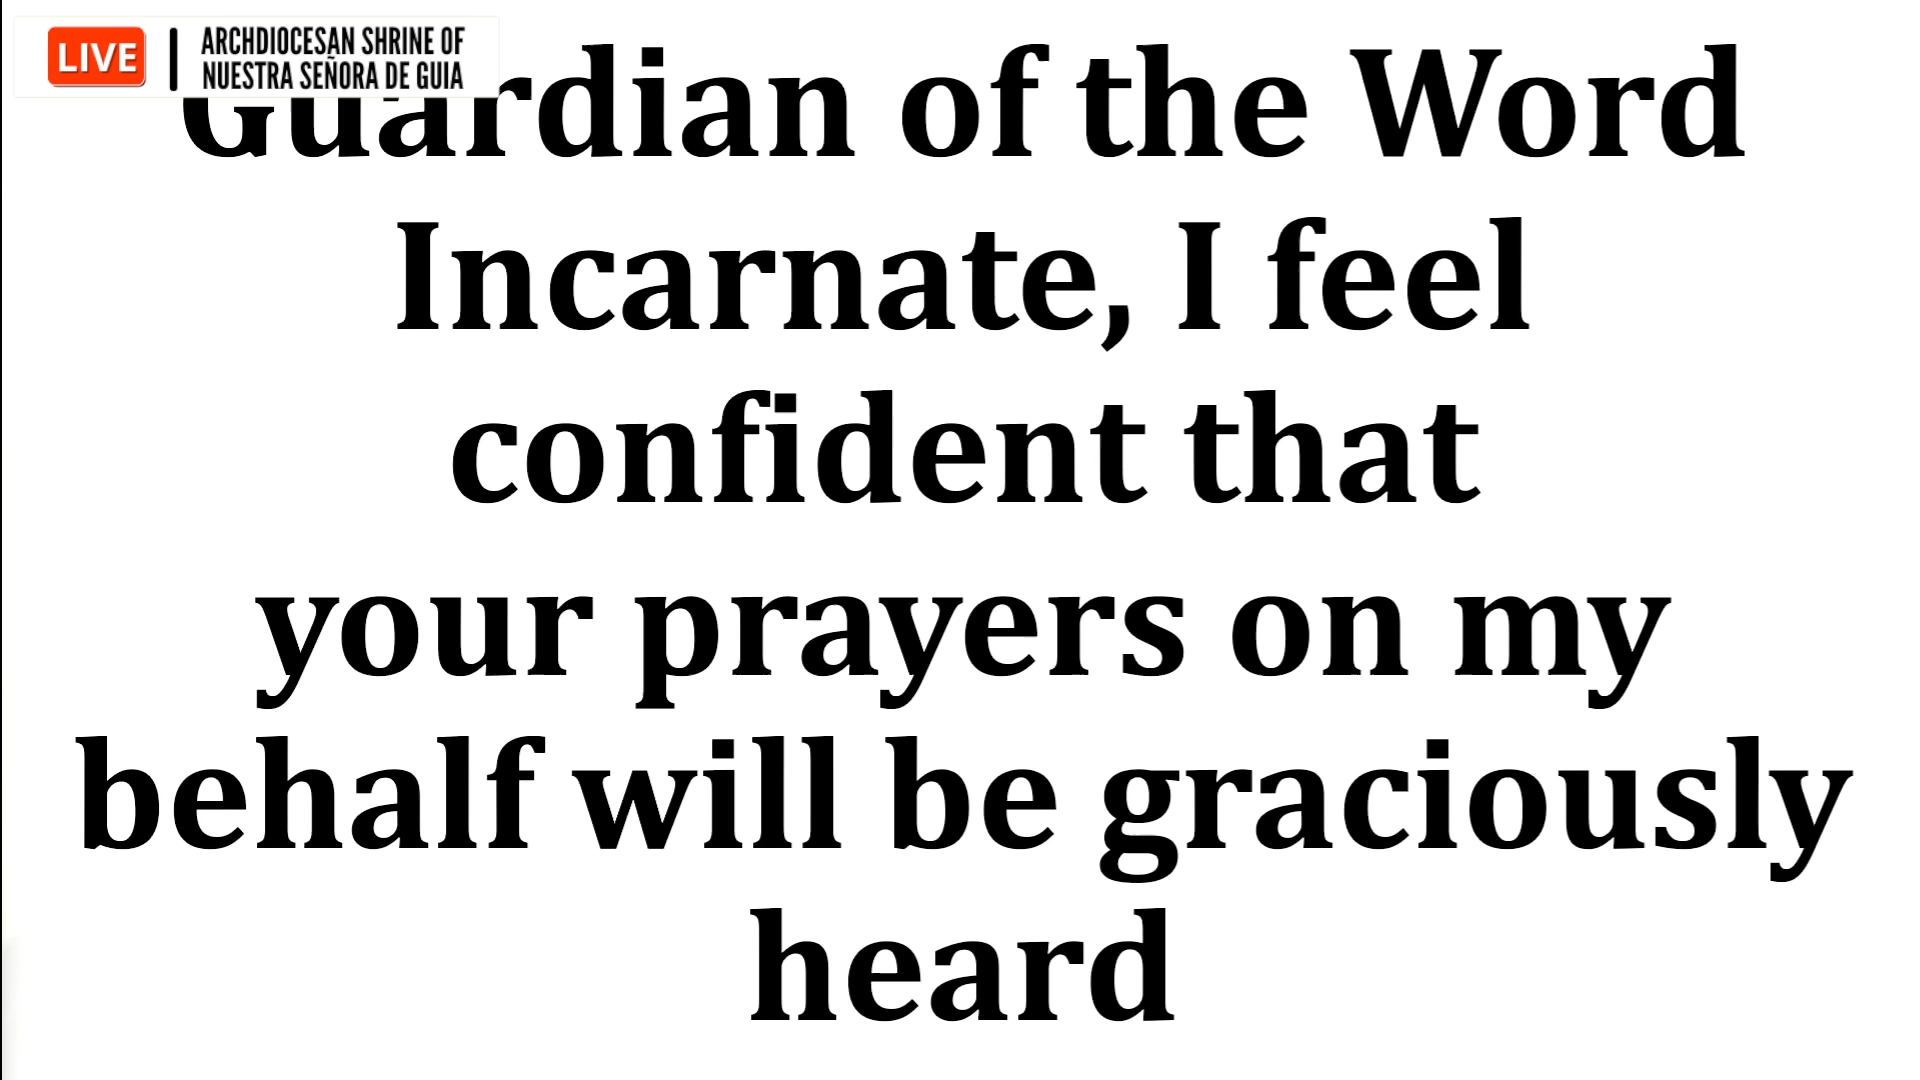 LIVE
ARCHDIOCESAN SHRINE OF
NUESTRA SEÑORA DE GUIA
Guardian of the Word
Incarnate, I feel
confident that
your prayers on my
behalf will be graciously
heard